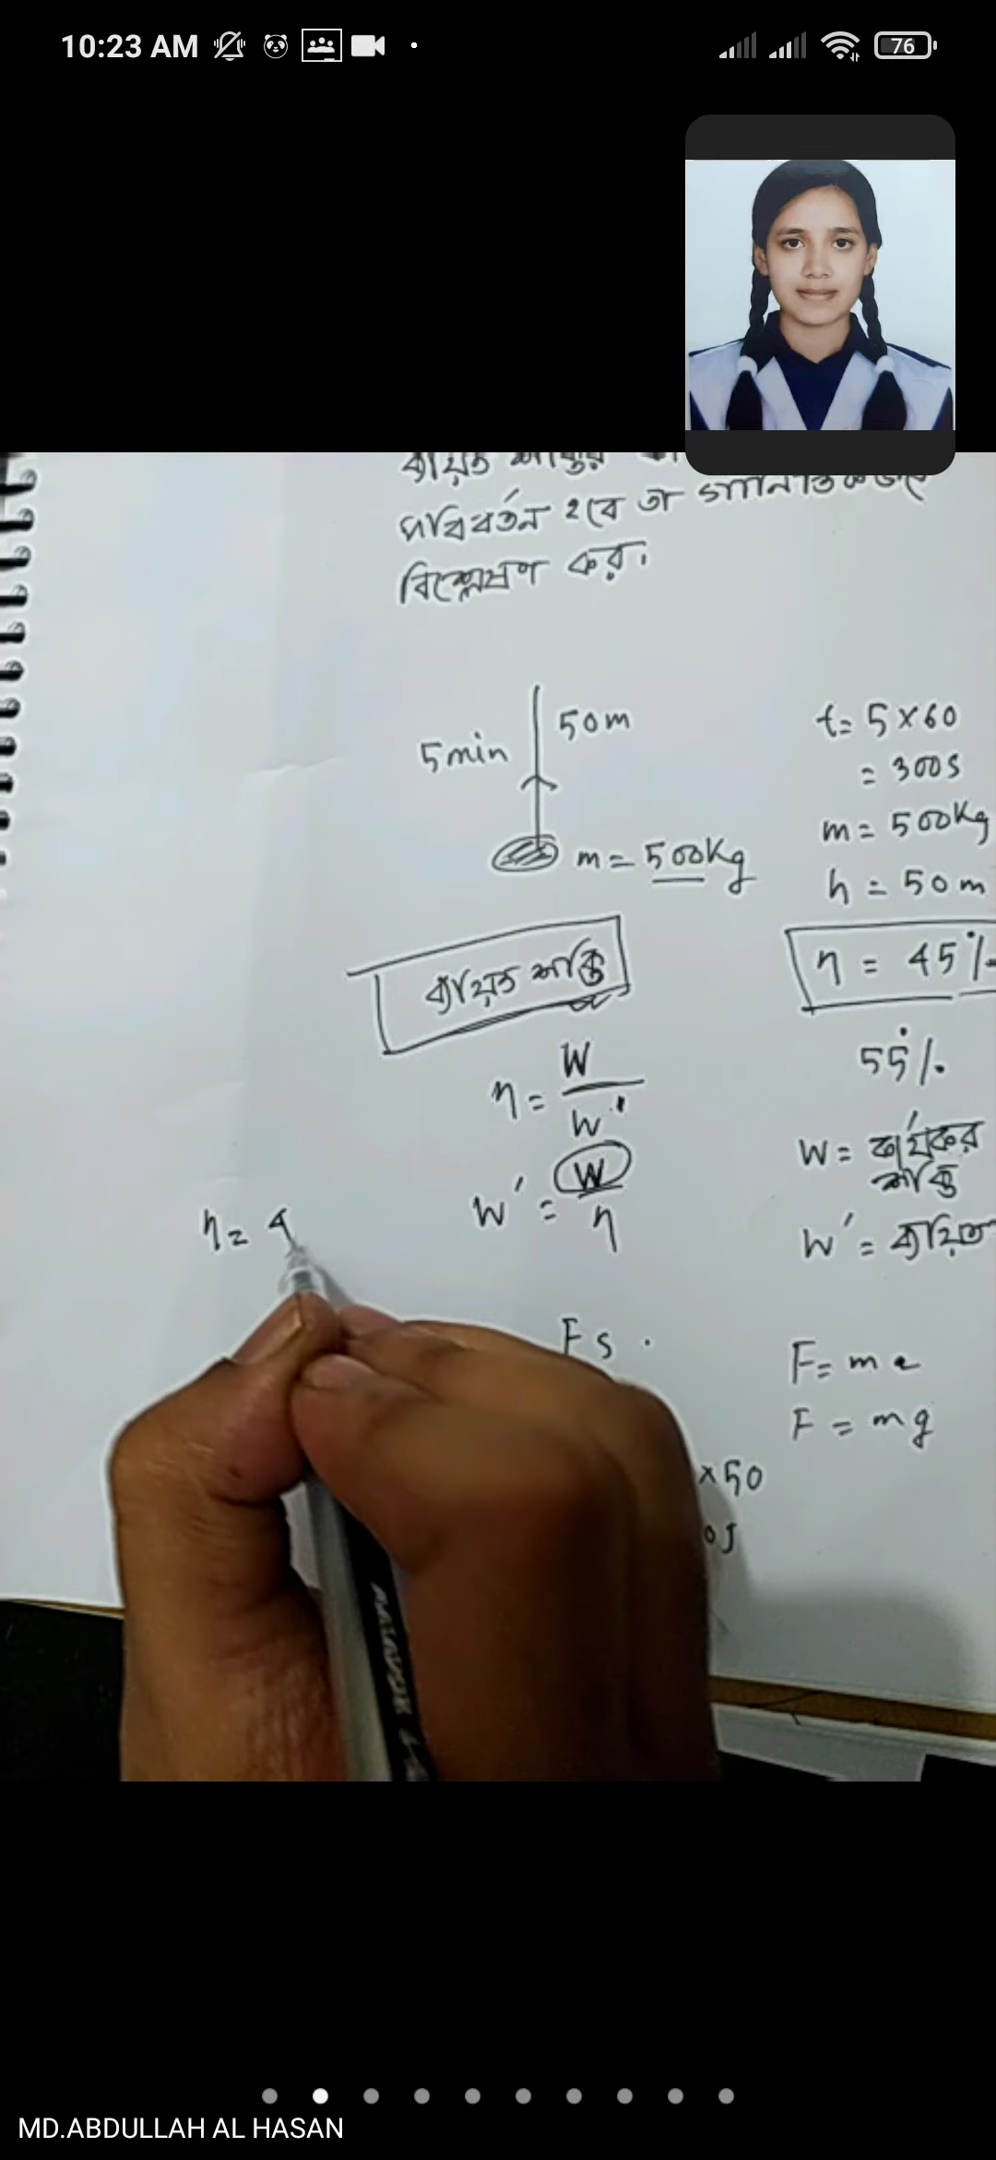 10:23 AM
76
পরিবর্তন হবে তা গানিতিকভাবে
বিশ্লেষণ কর।
5min
50m
m = 500Kg
t = 5×60
= 300s
m = 500Kg
h = 50m
η = 45%
55%
ব্যয়িত শক্তি
η = W / W'
W' = W / η
W = কার্যকর
শক্তি
W' = ব্যয়িত
η =
Fs.
F = ma
F = mg
×50
0J
MD.ABDULLAH AL HASAN